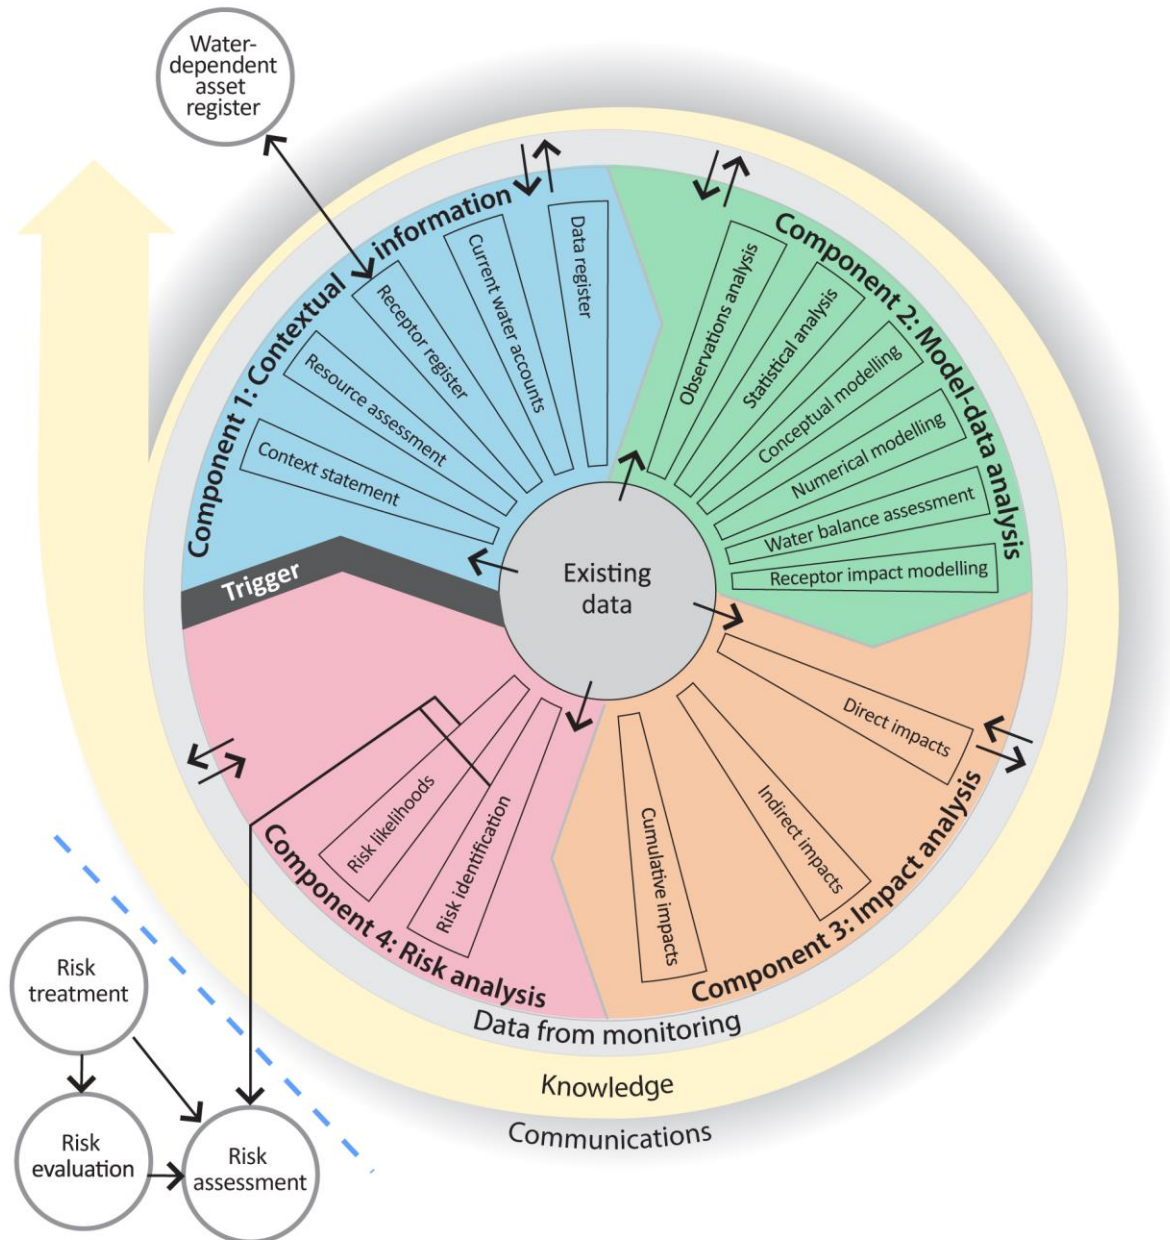 Water-
dependent
asset
register
Component 1: Contextual information
Context statement
Resource assessment
Receptor register
Current water accounts
Data register
Component 2: Model-data analysis
Observations analysis
Statistical analysis
Conceptual modelling
Numerical modelling
Water balance assessment
Receptor impact modelling
Trigger
Existing
data
Component 3: Impact analysis
Direct impacts
Indirect impacts
Cumulative impacts
Component 4: Risk analysis
Risk identification
Risk likelihoods
Data from monitoring
Knowledge
Communications
Risk
treatment
Risk
evaluation
Risk
assessment